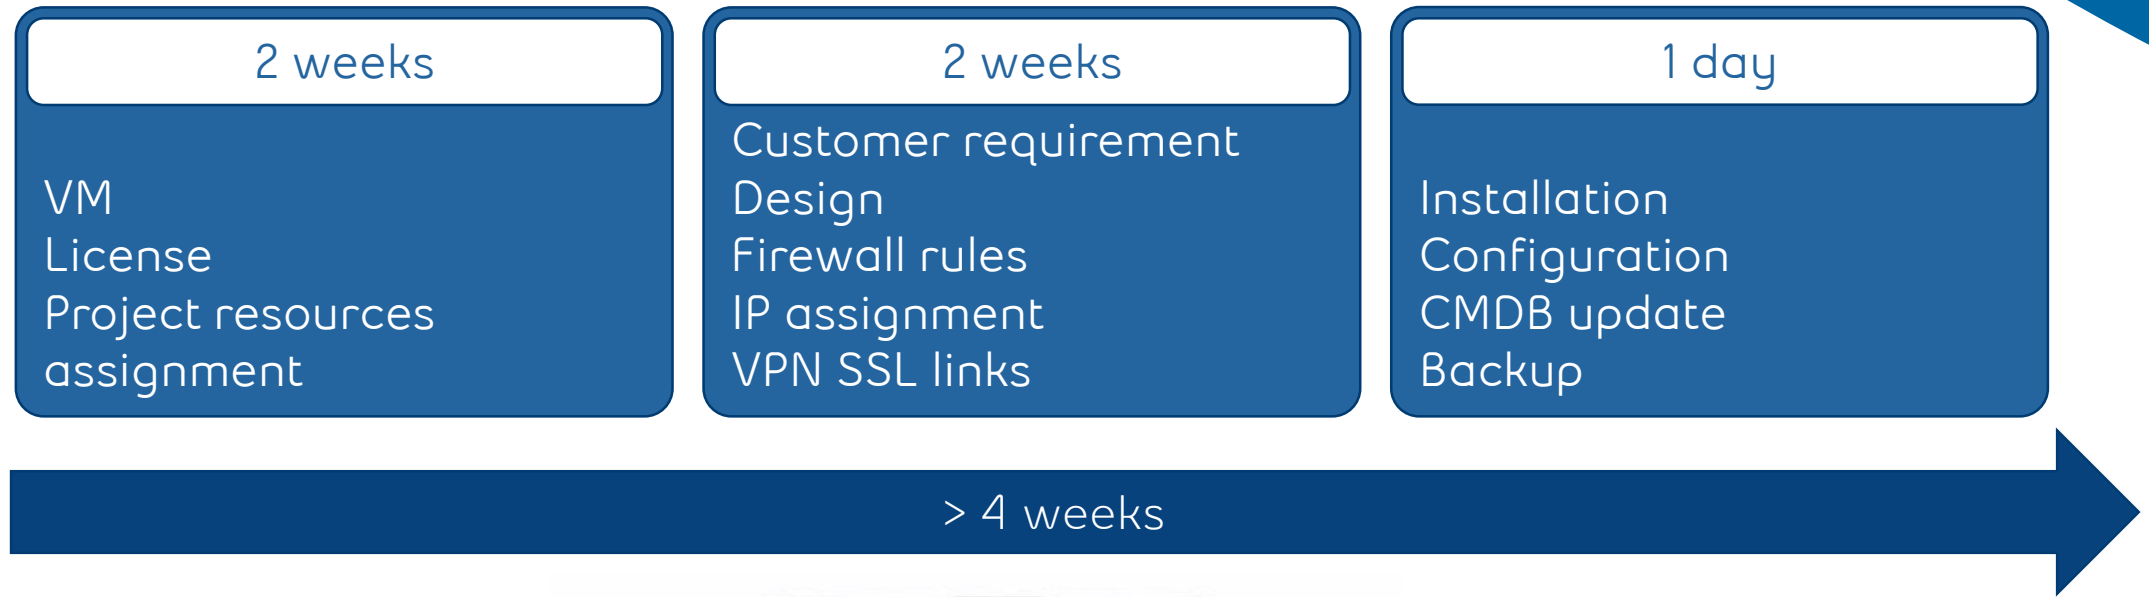 2 weeks
VM
License
Project resources
assignment
2 weeks
Customer requirement
Design
Firewall rules
IP assignment
VPN SSL links
1 day
Installation
Configuration
CMDB update
Backup
> 4 weeks